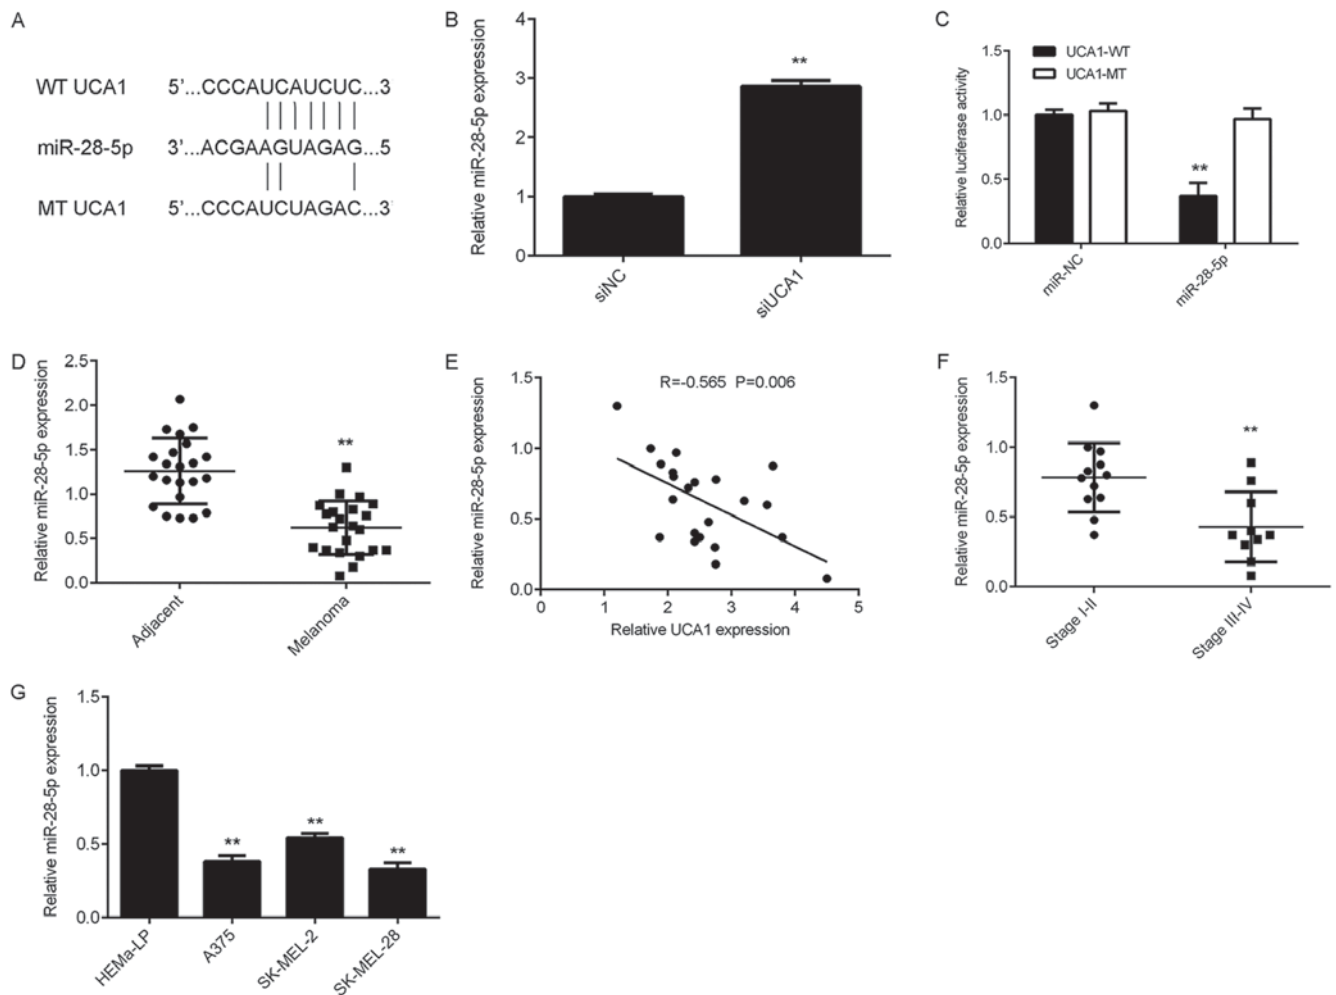 A
WT UCA1 5'...CCCAUCAUCUC...3'
miR-28-5p 3'...ACGAAGUAGAG...5
MT UCA1 5'...CCCAUCUAGAC...3'
B
Relative miR-28-5p expression
4
3
2
1
0
**
siNC
siUCA1
C
Relative luciferase activity
1.5
1.0
0.5
0.0
UCA1-WT
UCA1-MT
**
miR-NC
miR-28-5p
D
Relative miR-28-5p expression
2.5
2.0
1.5
1.0
0.5
0.0
**
Adjacent
Melanoma
E
Relative miR-28-5p expression
1.5
1.0
0.5
0.0
R=-0.565 P=0.006
0 1 2 3 4 5
Relative UCA1 expression
F
Relative miR-28-5p expression
1.5
1.0
0.5
0.0
**
Stage I-II
Stage III-IV
G
Relative miR-28-5p expression
1.5
1.0
0.5
0.0
**
**
**
HEMa-LP
A375
SK-MEL-2
SK-MEL-28